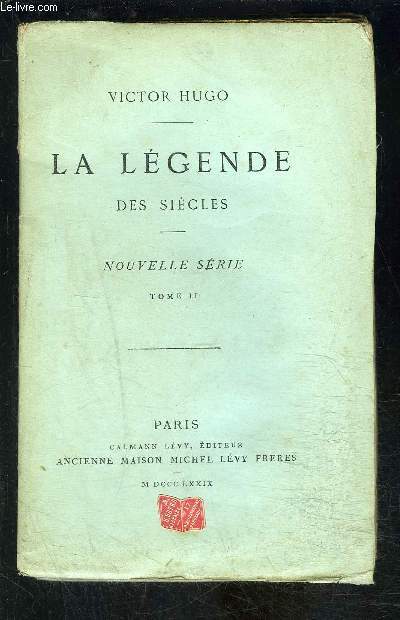 © Le-livre.com
VICTOR HUGO
LA LÉGENDE
DES SIÈCLES
NOUVELLE SÉRIE
TOME II
PARIS
CALMANN LÉVY, ÉDITEUR
ANCIENNE MAISON MICHEL LÉVY FRÈRES
M DCCC LXXIX